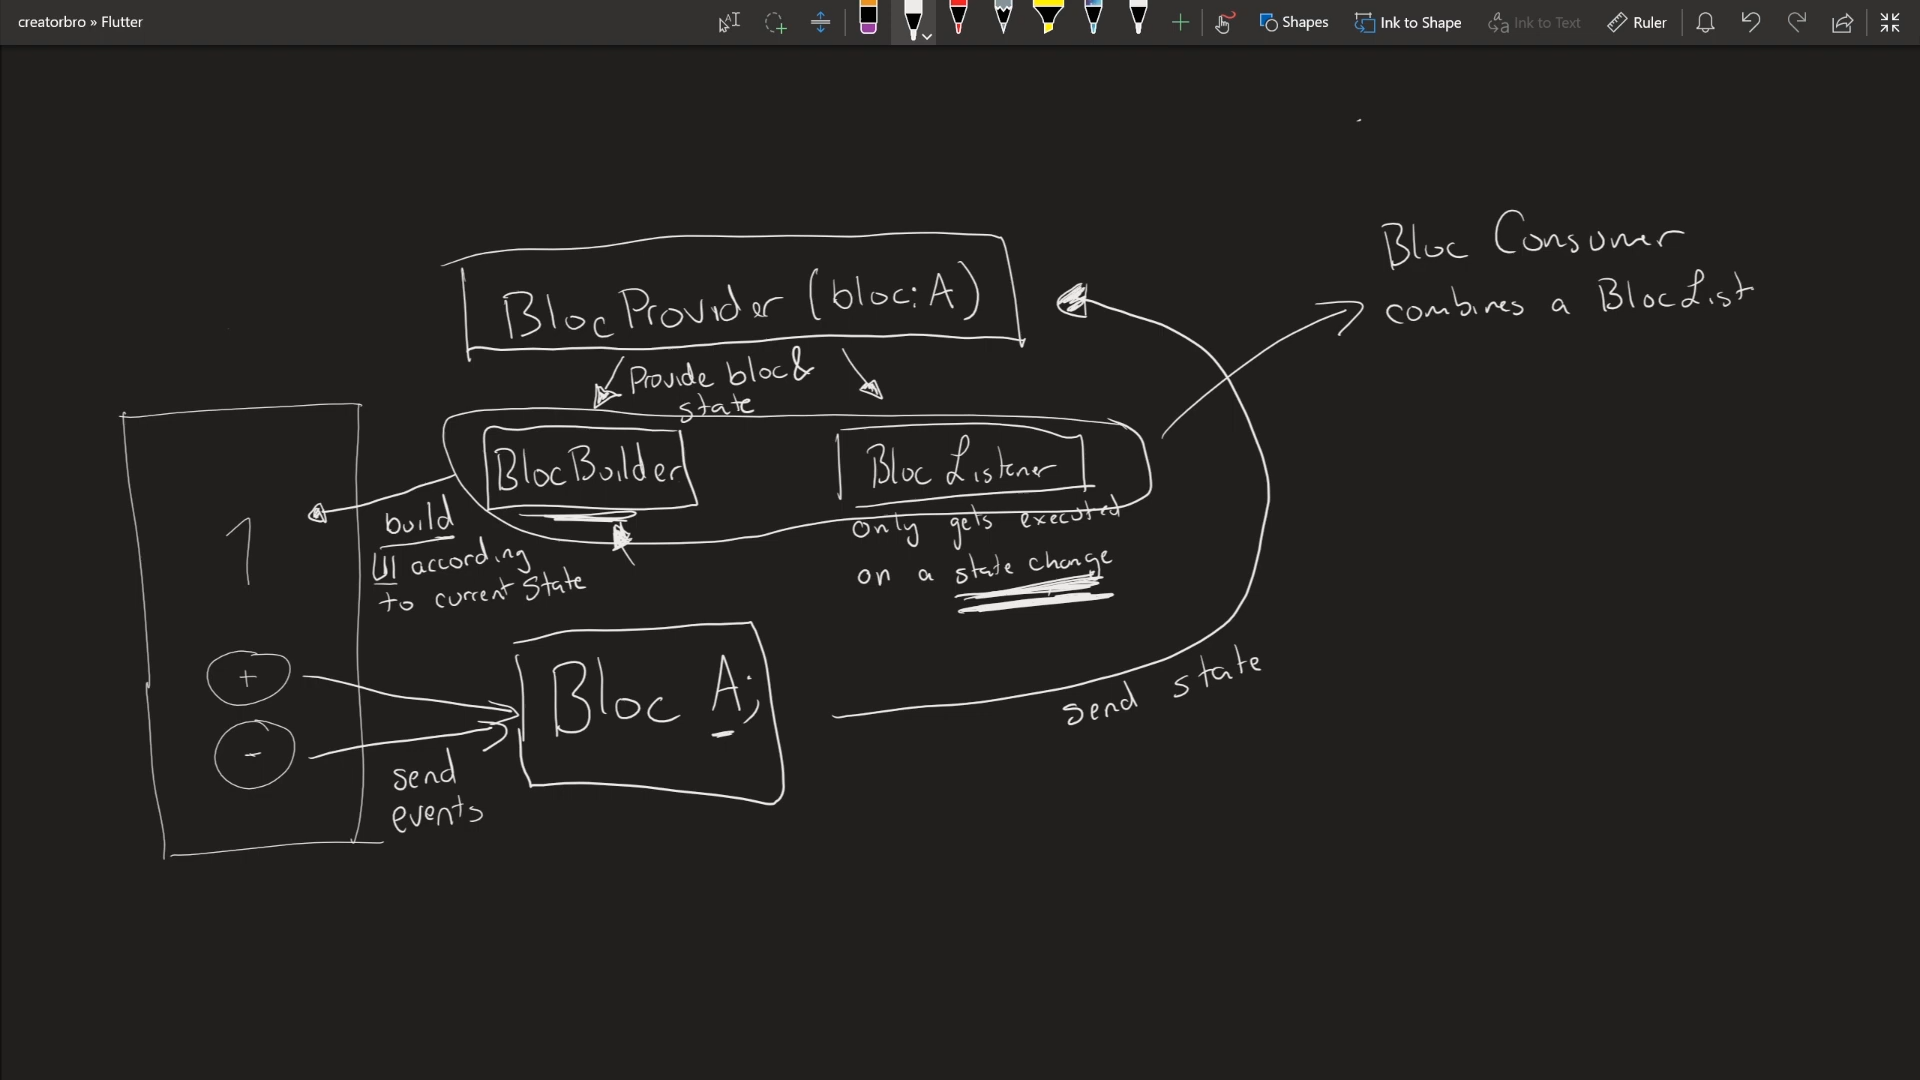 creatorbro » Flutter
Shapes
Ink to Shape
Ink to Text
Ruler
Bloc Consumer
combines a BlocList
BlocProvider (bloc: A)
Provide bloc &
state
BlocBuilder
Bloc Listener
build
UI according
to current State
Only gets executed
on a state change
1
+
-
Bloc A;
send
events
send state